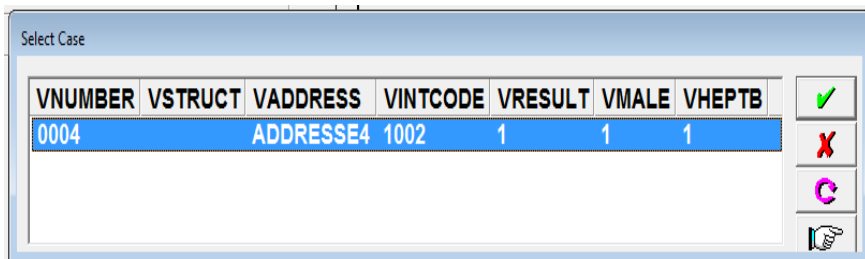 Select Case
VNUMBER VSTRUCT VADDRESS VINTCODE VRESULT VMALE VHEPTB
0004 ADDRESSE4 1002 1 1 1